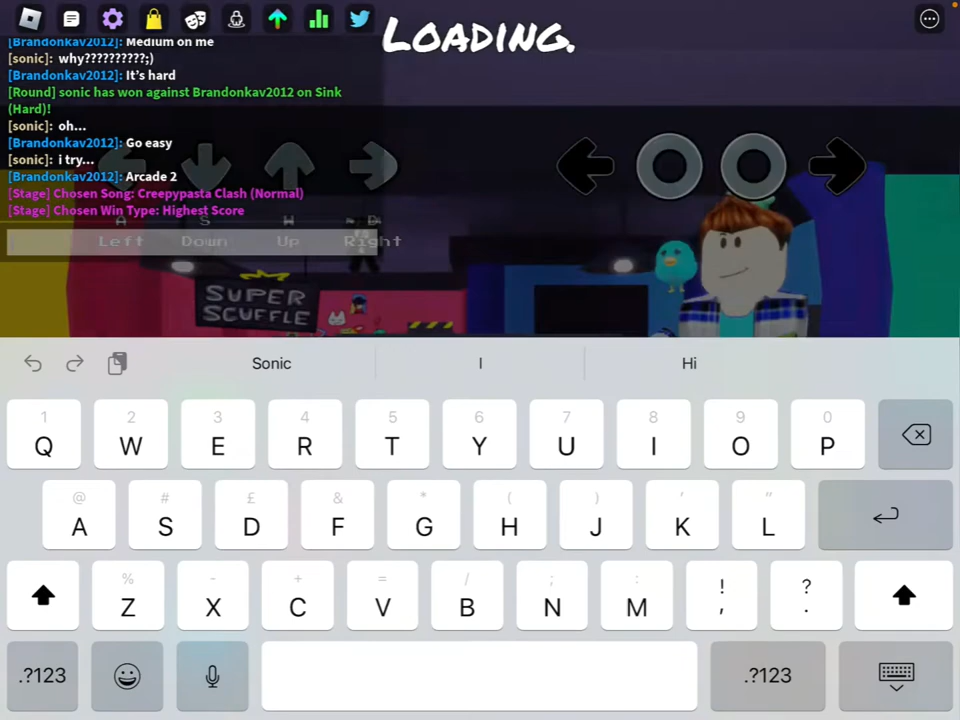 Loading.
[Brandonkav2012]: Medium on me
[sonic]: why??????????;)
[Brandonkav2012]: It's hard
[Round] sonic has won against Brandonkav2012 on Sink
(Hard)!
[sonic]: oh...
[Brandonkav2012]: Go easy
[sonic]: i try...
[Brandonkav2012]: Arcade 2
[Stage] Chosen Song: Creepypasta Clash (Normal)
[Stage] Chosen Win Type: Highest Score
A S W D
Left Down Up Right
SUPER
SCUFFLE
Sonic I Hi
1 2 3 4 5 6 7 8 9 0
Q W E R T Y U I O P
@ # £ & * ( ) ' "
A S D F G H J K L
% - + = / ; : ! ?
Z X C V B N M , .
.?123 .?123